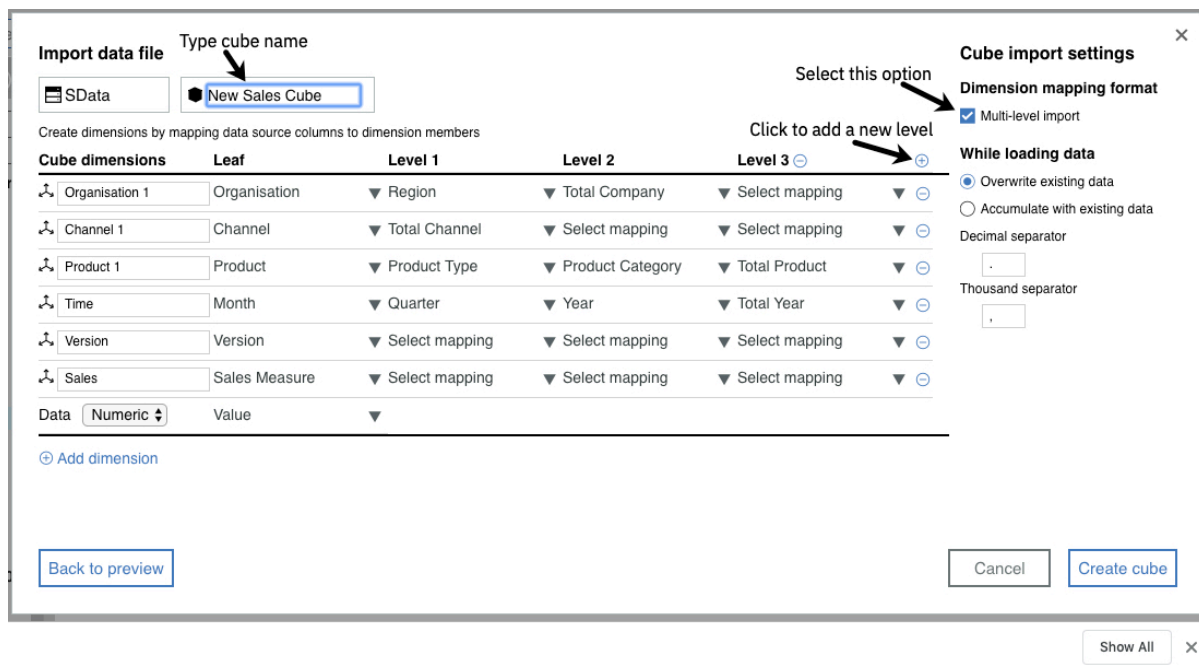 Type cube name
Import data file
SData
New Sales Cube
Create dimensions by mapping data source columns to dimension members
Click to add a new level
Cube dimensions Leaf Level 1 Level 2 Level 3
Organisation 1 Organisation Region Total Company Select mapping
Channel 1 Channel Total Channel Select mapping Select mapping
Product 1 Product Product Type Product Category Total Product
Time Month Quarter Year Total Year
Version Version Select mapping Select mapping Select mapping
Sales Sales Measure Select mapping Select mapping Select mapping
Data Numeric Value
Add dimension
Select this option
Cube import settings
Dimension mapping format
Multi-level import
While loading data
Overwrite existing data
Accumulate with existing data
Decimal separator
.
Thousand separator
,
Back to preview
Cancel
Create cube
Show All